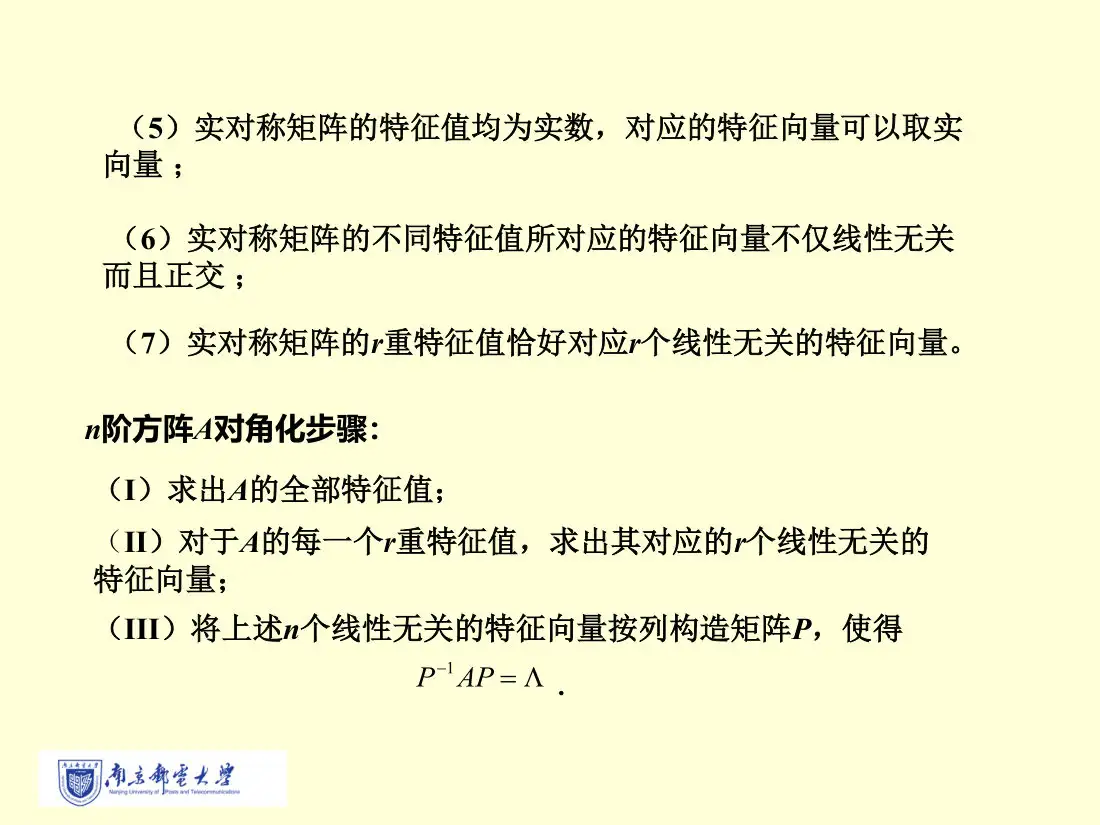 （5）实对称矩阵的特征值均为实数，对应的特征向量可以取实
向量 ；
（6）实对称矩阵的不同特征值所对应的特征向量不仅线性无关
而且正交 ；
（7）实对称矩阵的r重特征值恰好对应r个线性无关的特征向量。
n阶方阵A对角化步骤：
（I）求出A的全部特征值；
（II）对于A的每一个r重特征值，求出其对应的r个线性无关的
特征向量；
（III）将上述n个线性无关的特征向量按列构造矩阵P，使得
P⁻¹AP = Λ .
南京邮电大学
Nanjing University of Posts and Telecommunications